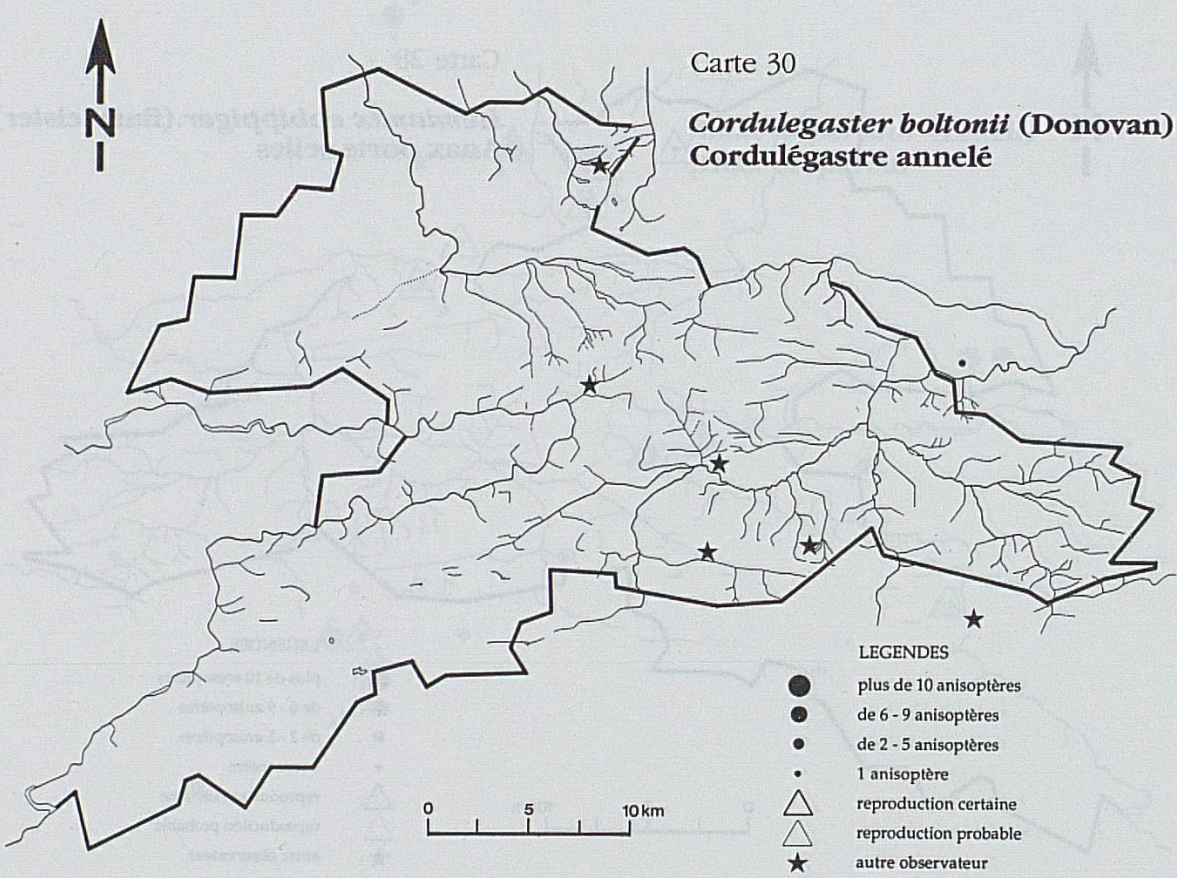 N
Carte 30
Cordulegaster boltonii (Donovan)
Cordulégastre annelé
LEGENDES
plus de 10 anisoptères
de 6 - 9 anisoptères
de 2 - 5 anisoptères
1 anisoptère
reproduction certaine
reproduction probable
autre observateur
0 5 10 km